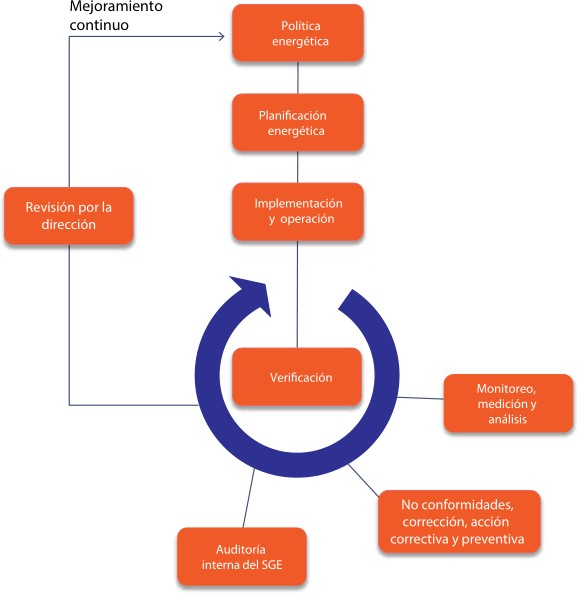 Mejoramiento
continuo
Política
energética
Planificación
energética
Implementación
y operación
Revisión por la
dirección
Verificación
Monitoreo,
medición y
análisis
No conformidades,
corrección, acción
correctiva y preventiva
Auditoría
interna del SGE